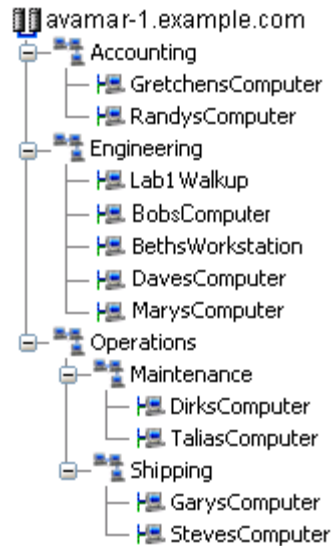 avamar-1.example.com
Accounting
GretchensComputer
RandysComputer
Engineering
Lab1Walkup
BobsComputer
BethsWorkstation
DavesComputer
MarysComputer
Operations
Maintenance
DirksComputer
TaliasComputer
Shipping
GarysComputer
StevesComputer